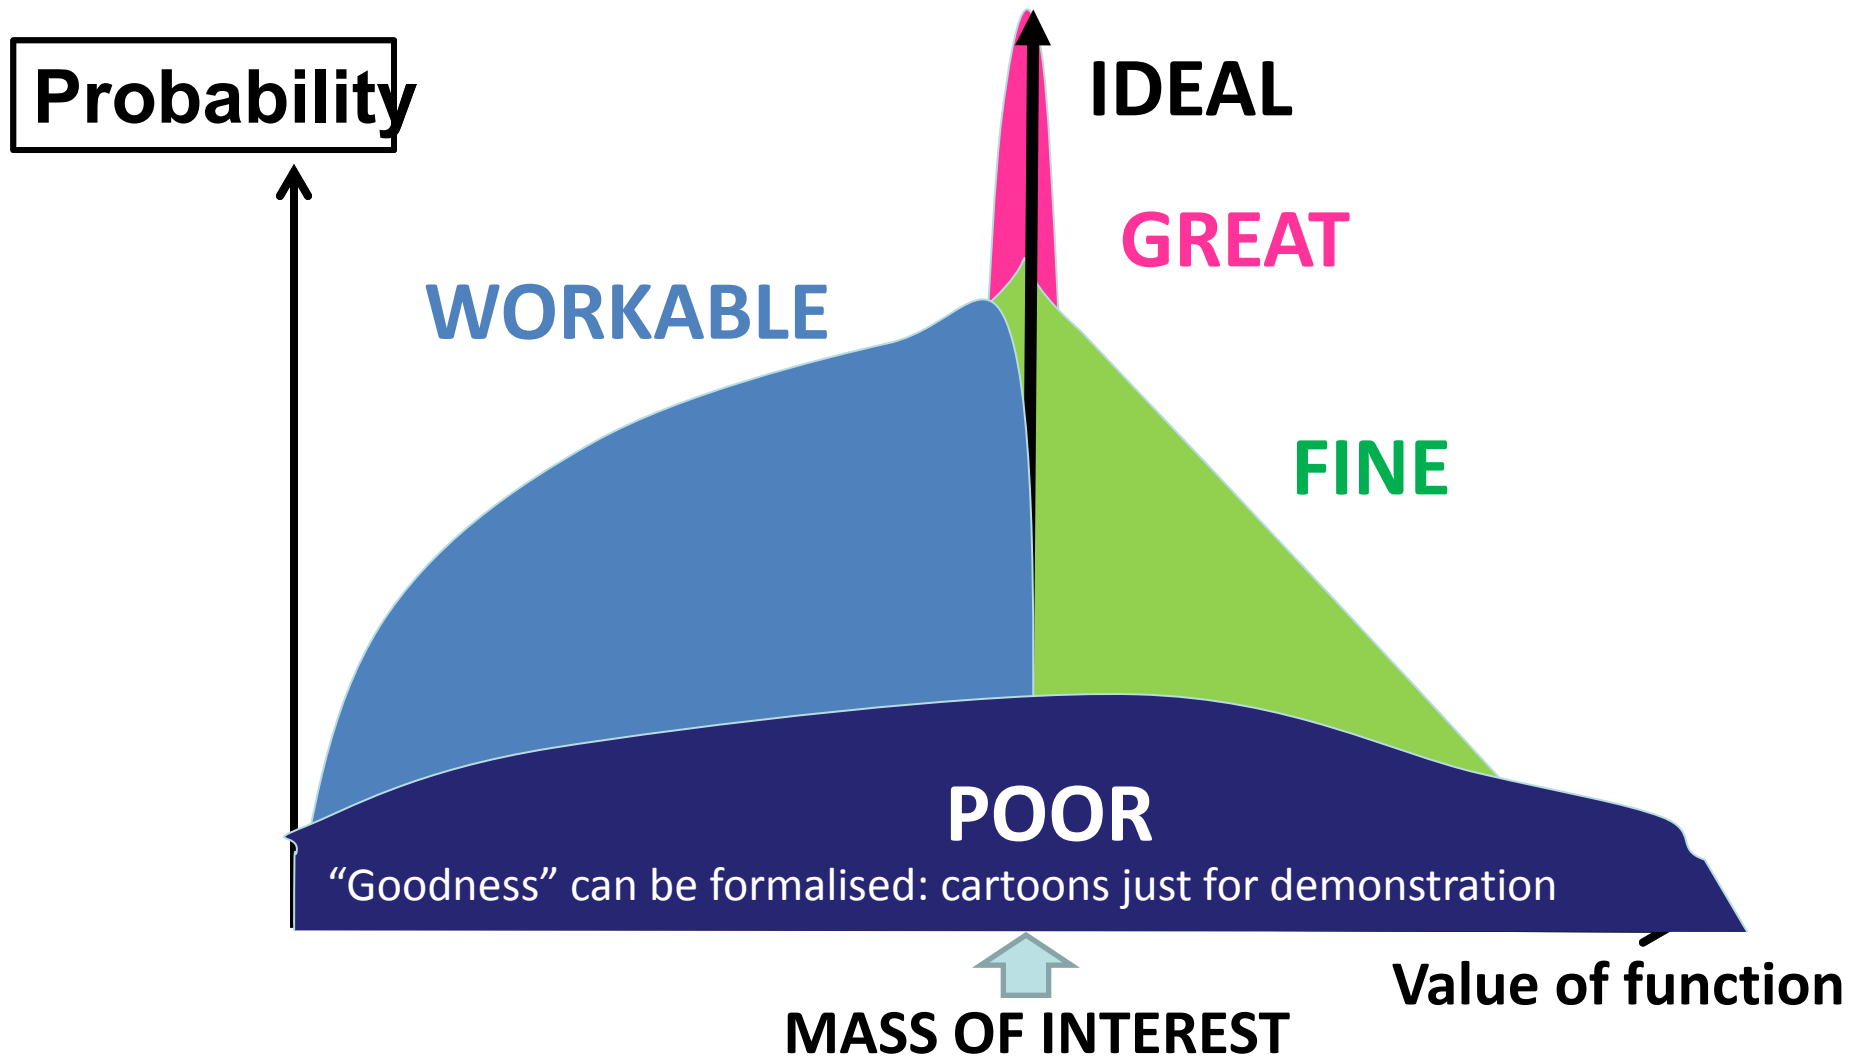 Probability
IDEAL
GREAT
WORKABLE
FINE
POOR
“Goodness” can be formalised: cartoons just for demonstration
Value of function
MASS OF INTEREST